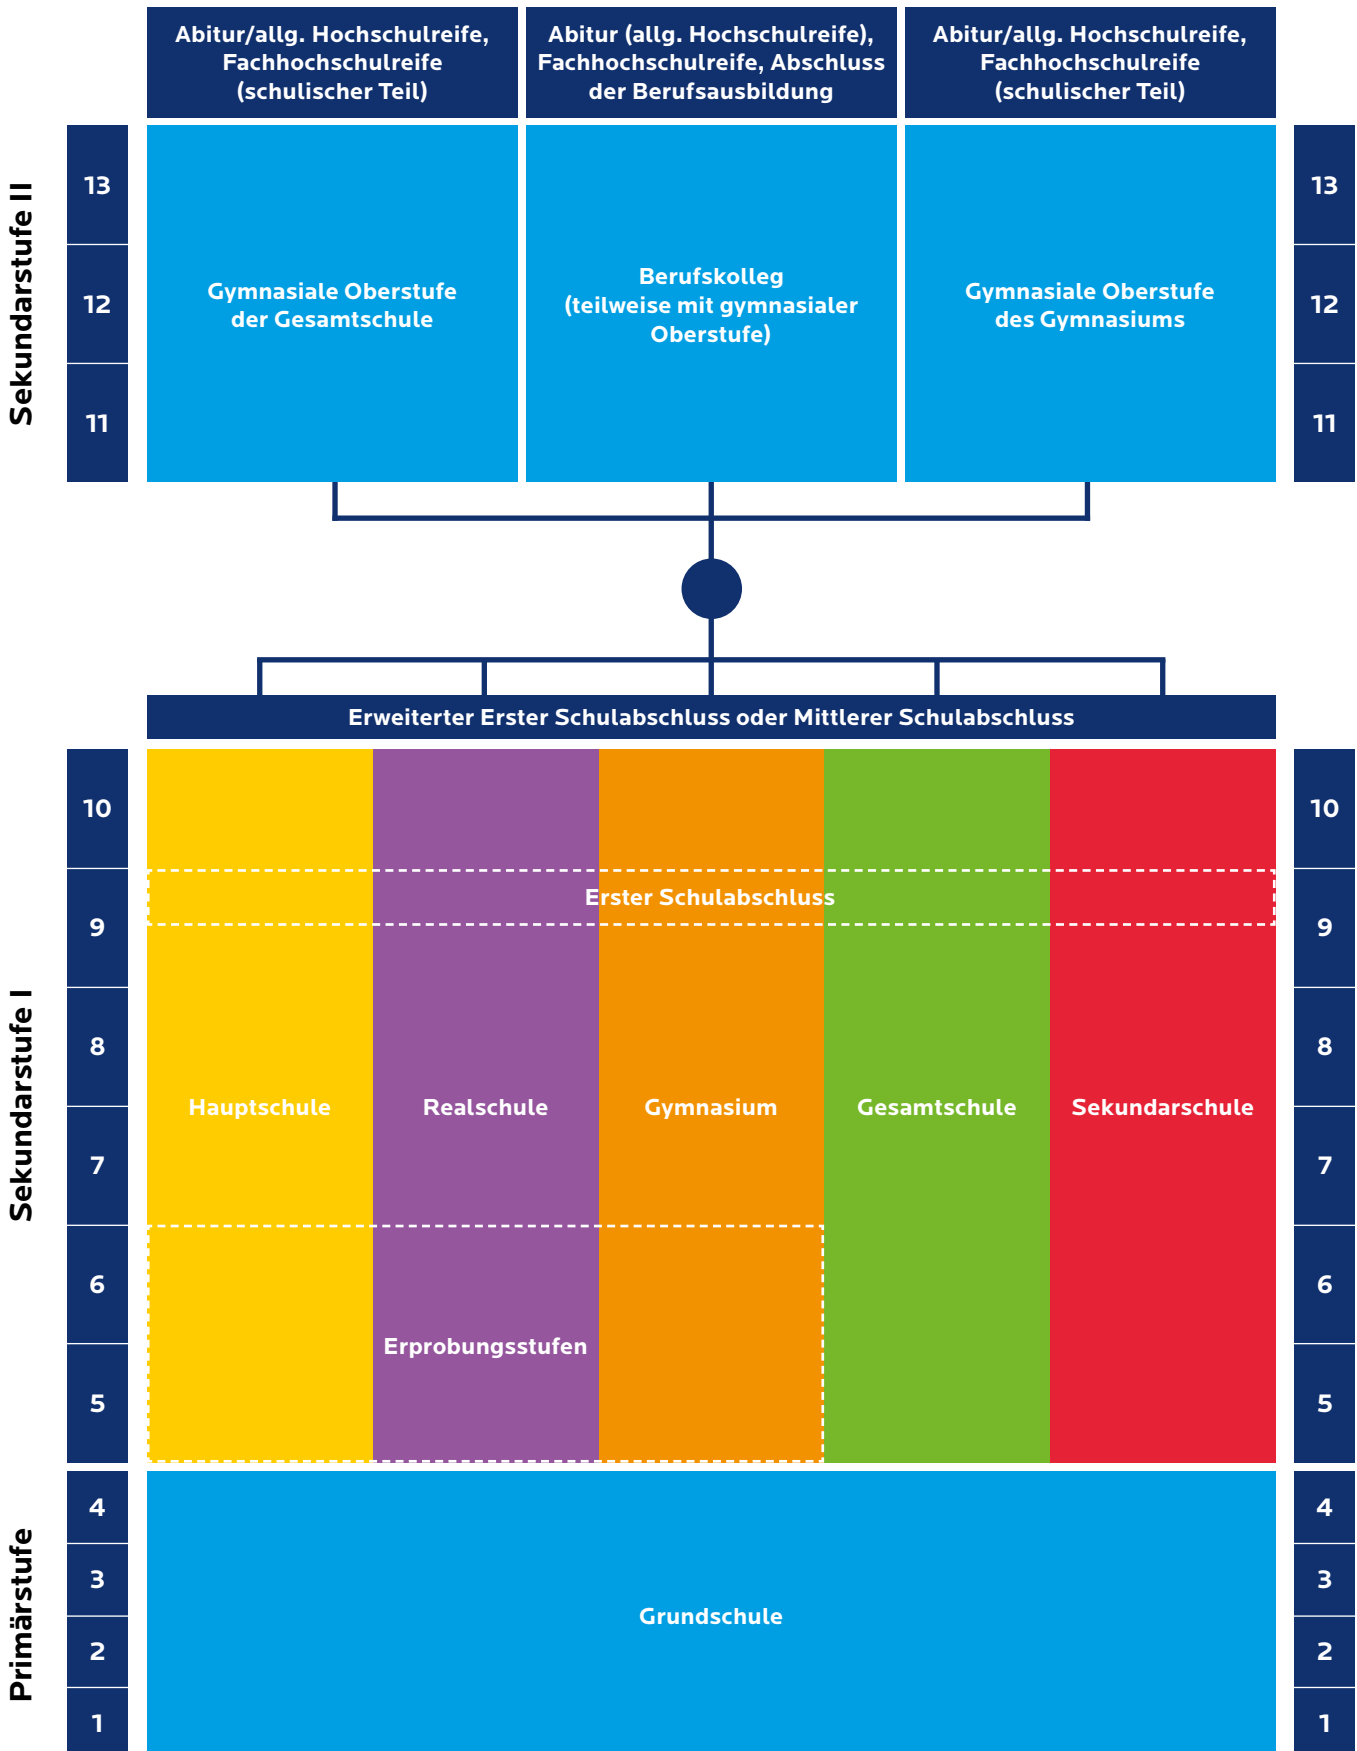 Abitur/allg. Hochschulreife,
Fachhochschulreife
(schulischer Teil)
Abitur (allg. Hochschulreife),
Fachhochschulreife, Abschluss
der Berufsausbildung
Abitur/allg. Hochschulreife,
Fachhochschulreife
(schulischer Teil)
Sekundarstufe II
13
12
11
Gymnasiale Oberstufe
der Gesamtschule
Berufskolleg
(teilweise mit gymnasialer
Oberstufe)
Gymnasiale Oberstufe
des Gymnasiums
13
12
11
Erweiterter Erster Schulabschluss oder Mittlerer Schulabschluss
Sekundarstufe I
10
9
8
7
6
5
Erster Schulabschluss
Hauptschule
Realschule
Gymnasium
Gesamtschule
Sekundarschule
Erprobungsstufen
10
9
8
7
6
5
Primärstufe
4
3
2
1
Grundschule
4
3
2
1